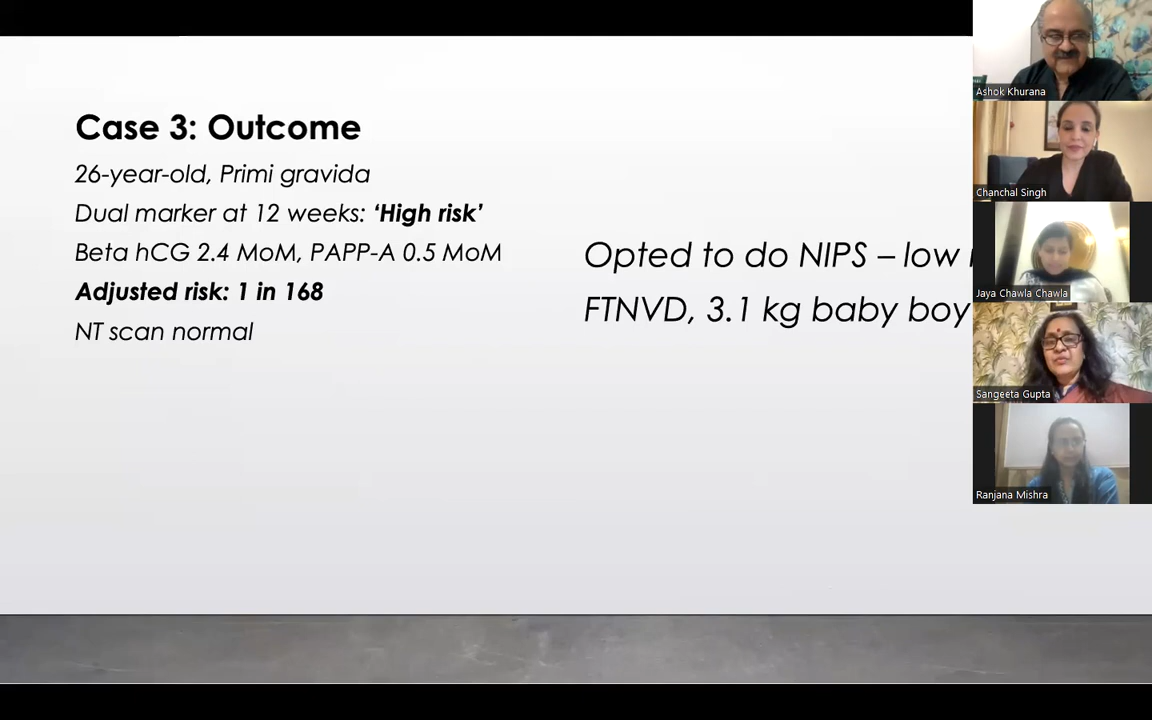 Case 3: Outcome
26-year-old, Primi gravida
Dual marker at 12 weeks: ‘High risk’
Beta hCG 2.4 MoM, PAPP-A 0.5 MoM
Adjusted risk: 1 in 168
NT scan normal
Opted to do NIPS – low
FTNVD, 3.1 kg baby boy
Ashok Khurana
Chanchal Singh
Jaya Chawla Chawla
Sangeeta Gupta
Ranjana Mishra